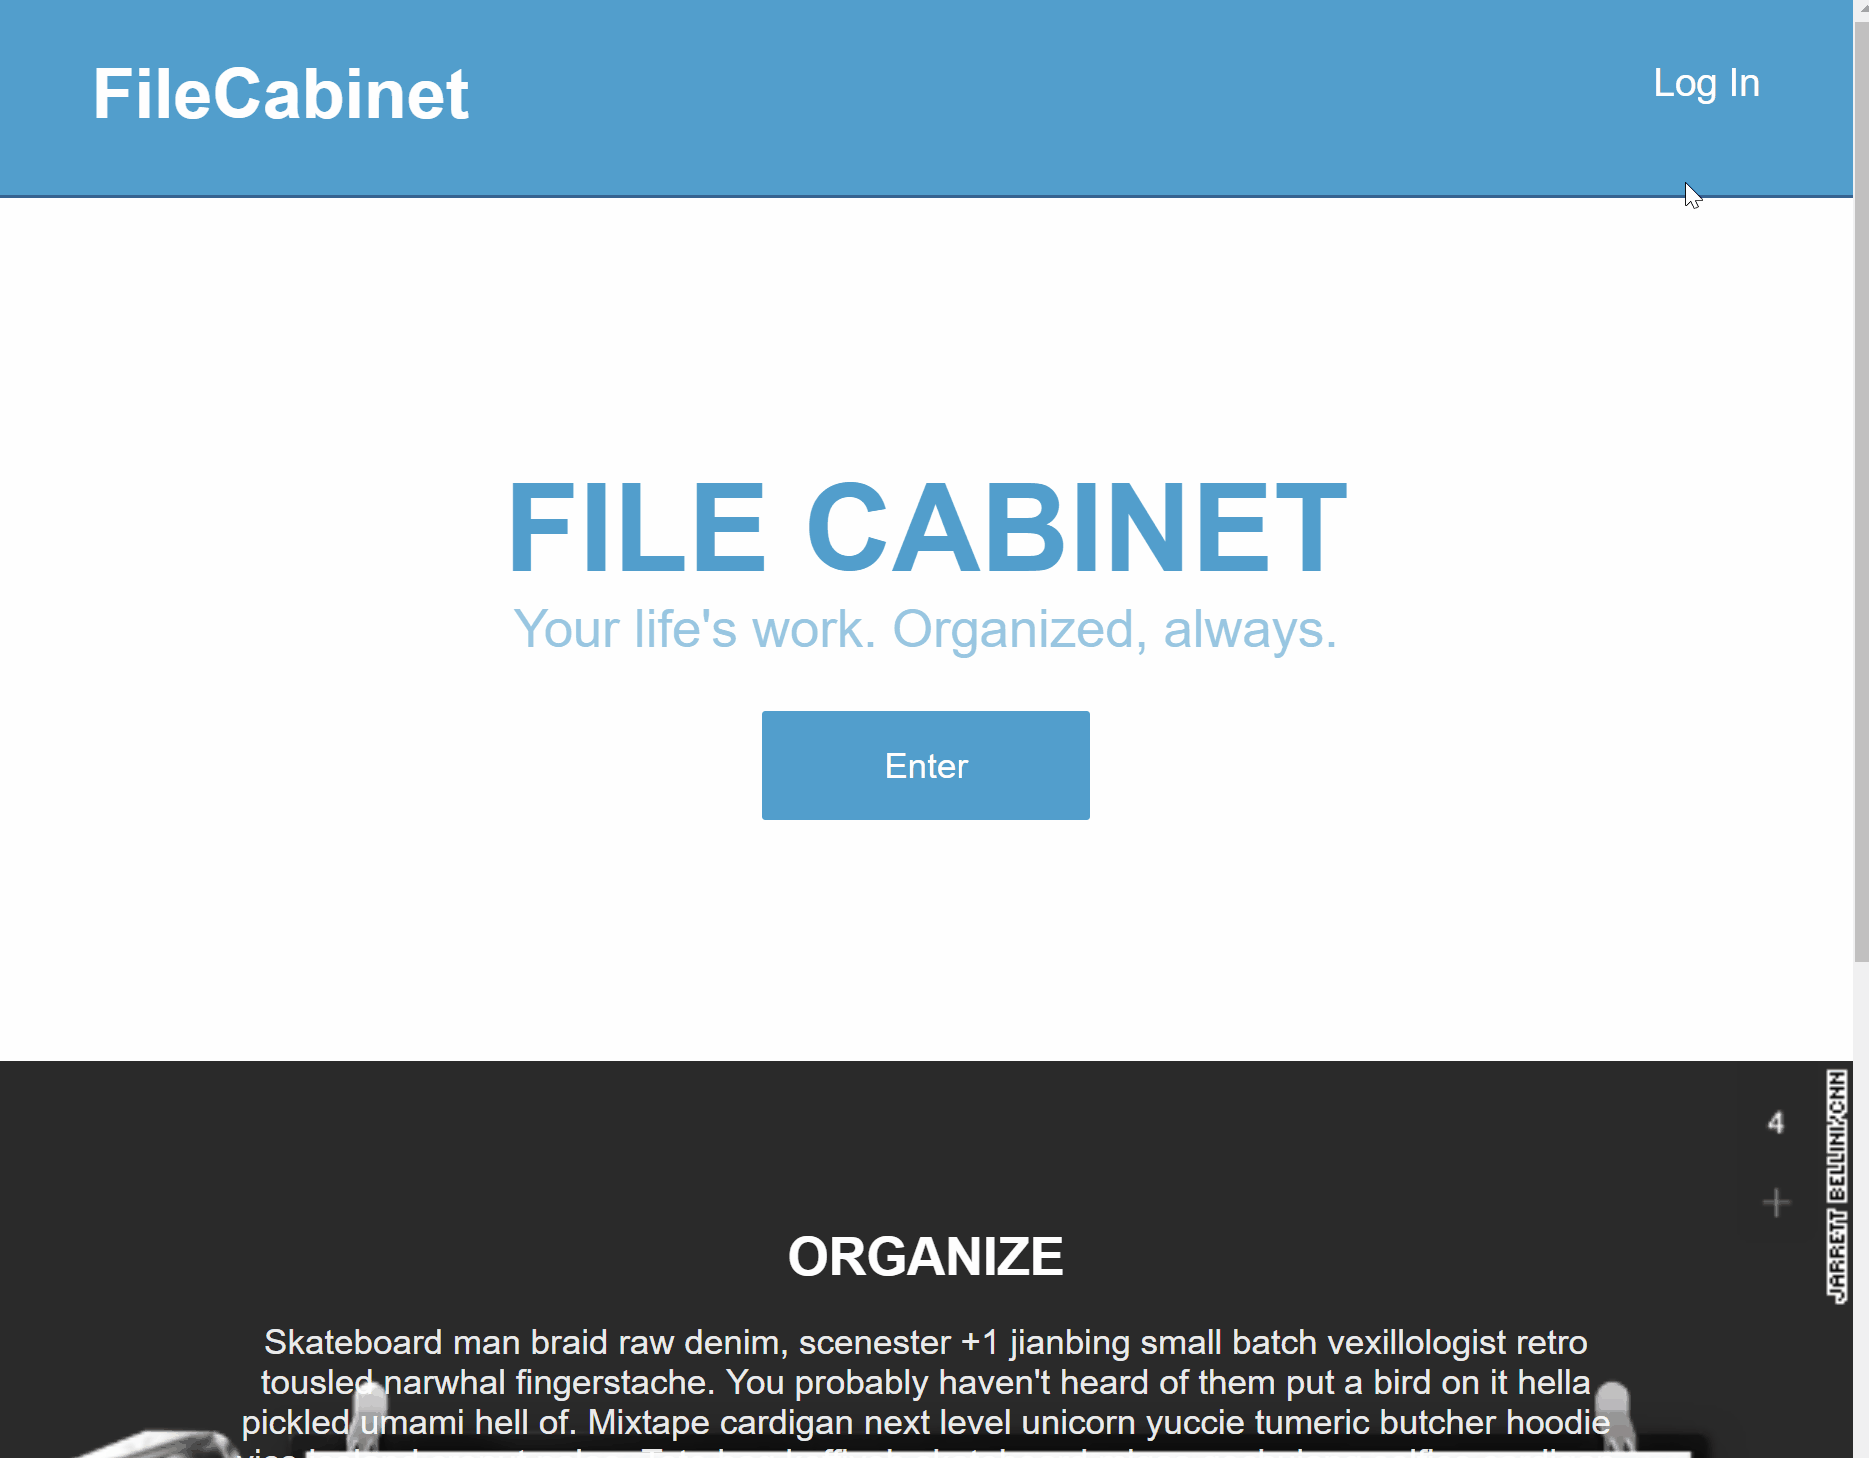 FileCabinet
Log In
FILE CABINET
Your life's work. Organized, always.
Enter
4
JARRETT BELLINI/CNN
ORGANIZE
Skateboard man braid raw denim, scenester +1 jianbing small batch vexillologist retro
tousled narwhal fingerstache. You probably haven't heard of them put a bird on it hella
pickled umami hell of. Mixtape cardigan next level unicorn yuccie tumeric butcher hoodie